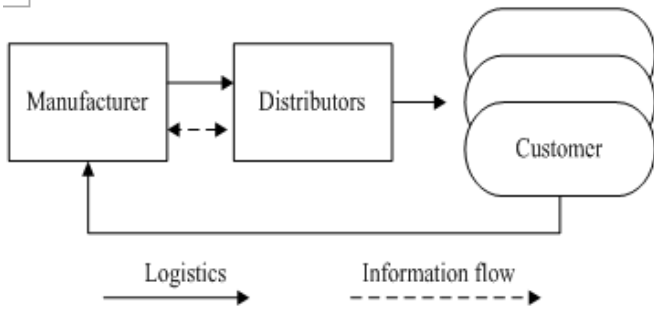 Manufacturer
Distributors
Customer
Logistics
Information flow